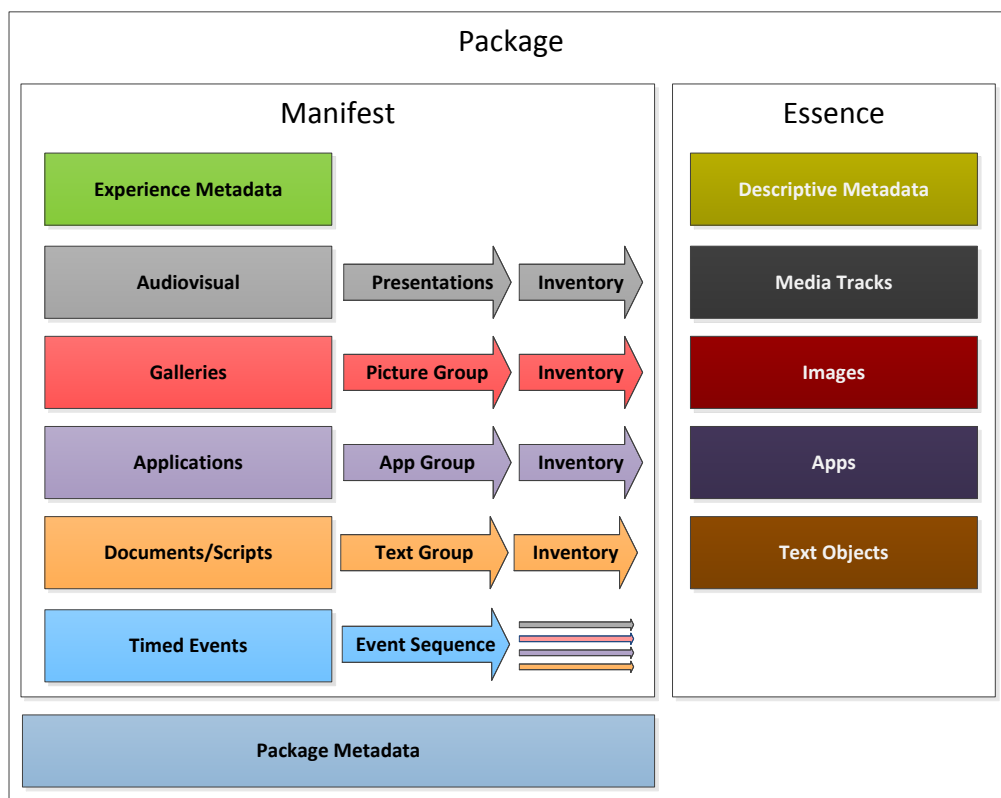 Package
Manifest
Essence
Experience Metadata
Descriptive Metadata
Audiovisual
Presentations
Inventory
Media Tracks
Galleries
Picture Group
Inventory
Images
Applications
App Group
Inventory
Apps
Documents/Scripts
Text Group
Inventory
Text Objects
Timed Events
Event Sequence
Package Metadata